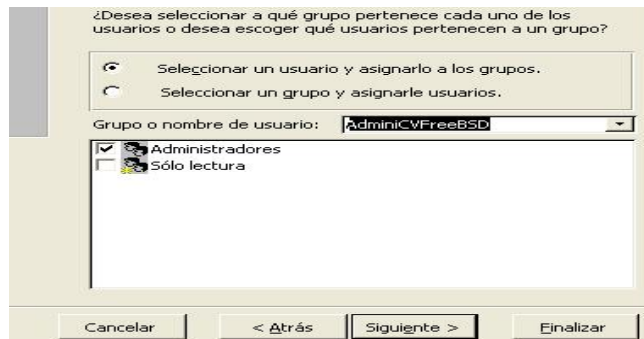 ¿Desea seleccionar a qué grupo pertenece cada uno de los
usuarios o desea escoger qué usuarios pertenecen a un grupo?
Seleccionar un usuario y asignarlo a los grupos.
Seleccionar un grupo y asignarle usuarios.
Grupo o nombre de usuario: AdminiCVFreeBSD
Administradores
Sólo lectura
Cancelar < Atrás Siguiente > Finalizar